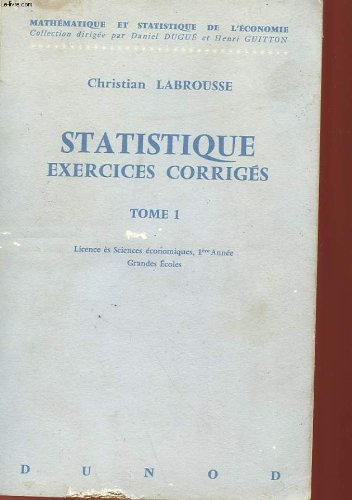 MATHÉMATIQUE ET STATISTIQUE DE L'ÉCONOMIE
Collection dirigée par Daniel DUGUÉ et Henri GUITTON
Christian LABROUSSE
STATISTIQUE
EXERCICES CORRIGÉS
TOME 1
Licence ès Sciences économiques, 1ère Année
Grandes Écoles
DUNOD